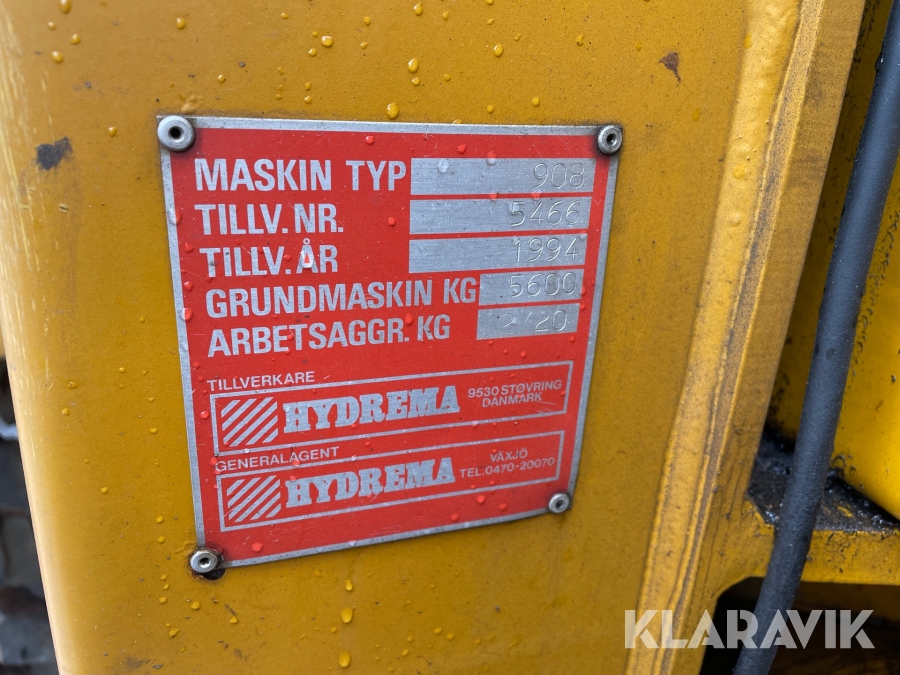 MASKIN TYP 908
TILLV.NR. 5466
TILLV.ÅR 1994
GRUNDMASKIN KG 5600
ARBETSAGGR. KG
TILLVERKARE
HYDREMA 9530 STØVRING
DANMARK
GENERALAGENT
HYDREMA VÄXJÖ
TEL.0470-20070
KLARAVIK